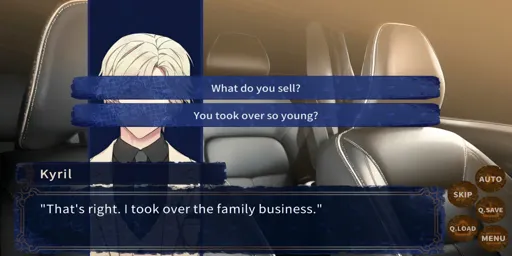 What do you sell?
You took over so young?
Kyril
"That's right. I took over the family business."
AUTO
SKIP
Q.SAVE
Q.LOAD
MENU